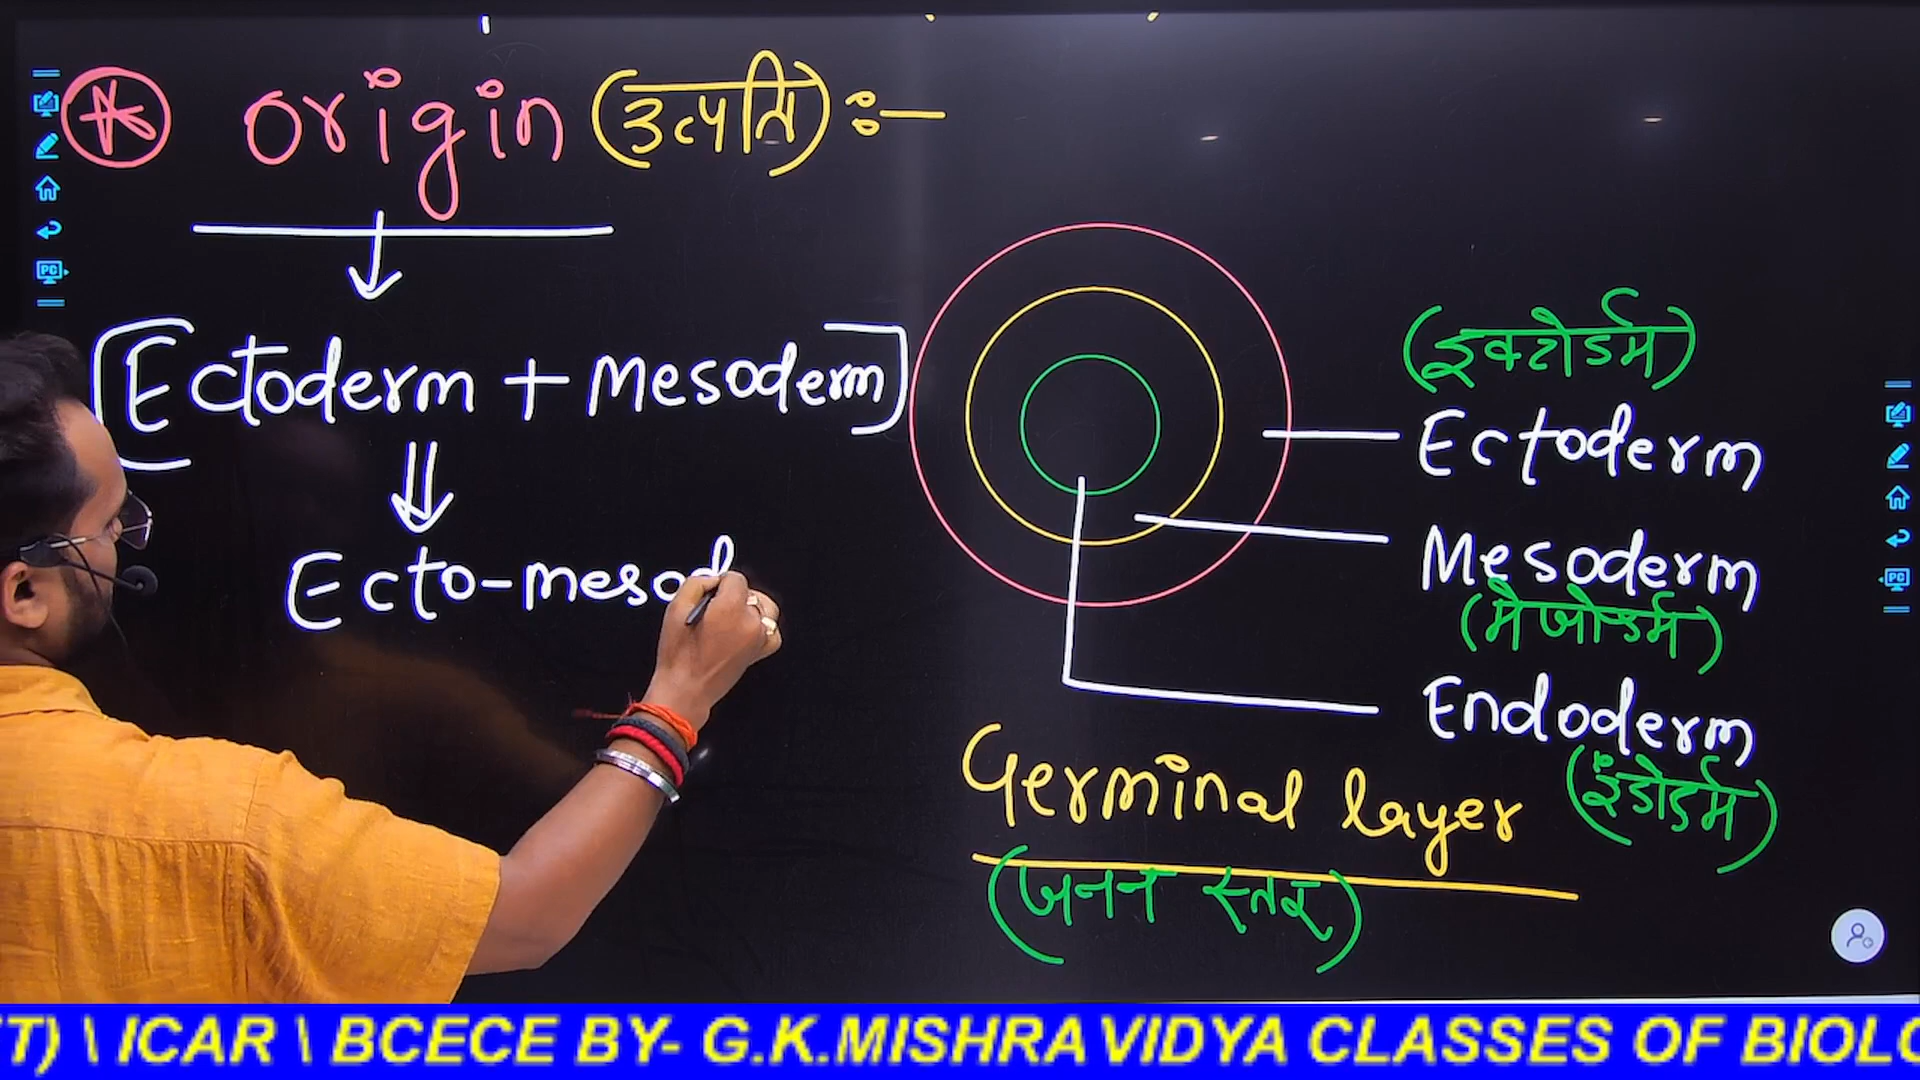 origin (उत्पत्ति) :—
[Ectoderm + Mesoderm]
Ecto-mesod
(इक्टोडर्म)
Ectoderm
Mesoderm
(मेजोडर्म)
Endoderm
(इंडोडर्म)
Germinal layer
(जनन स्तर)
T) \ ICAR \ BCECE BY- G.K.MISHRA VIDYA CLASSES OF BIOLO